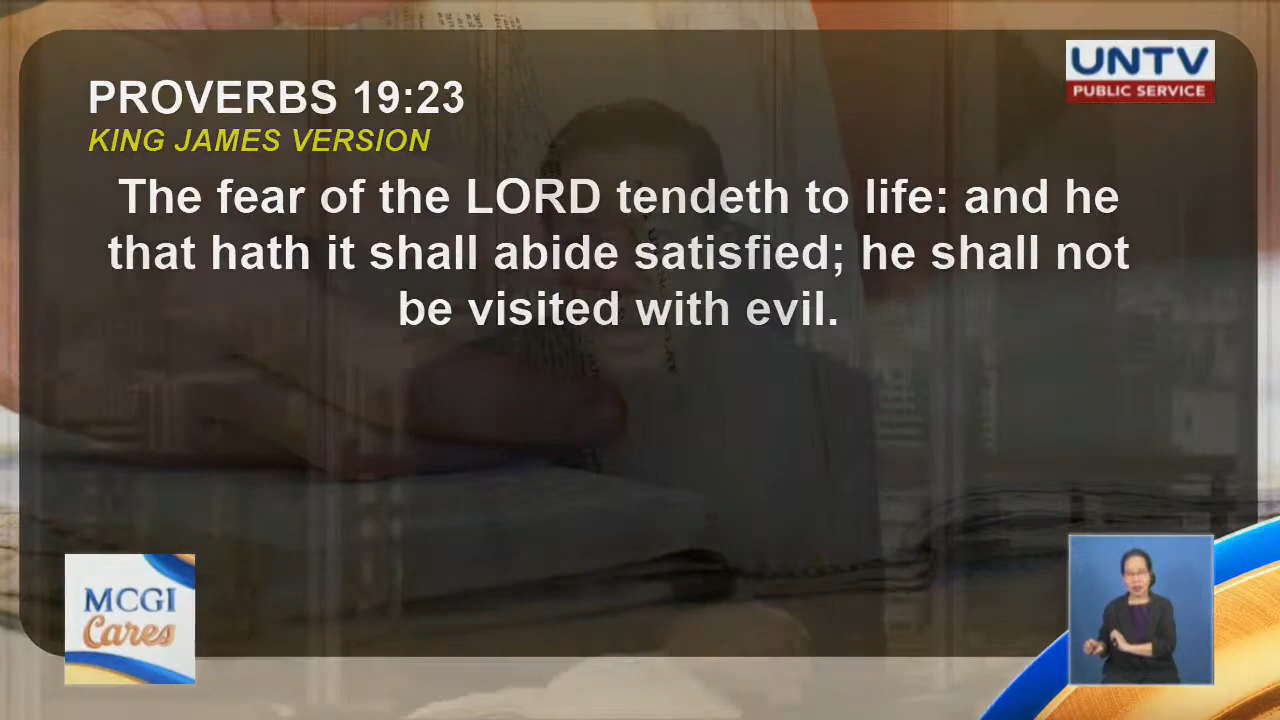 PROVERBS 19:23
KING JAMES VERSION
The fear of the LORD tendeth to life: and he
that hath it shall abide satisfied; he shall not
be visited with evil.
UNTV
PUBLIC SERVICE
MCGI
Cares